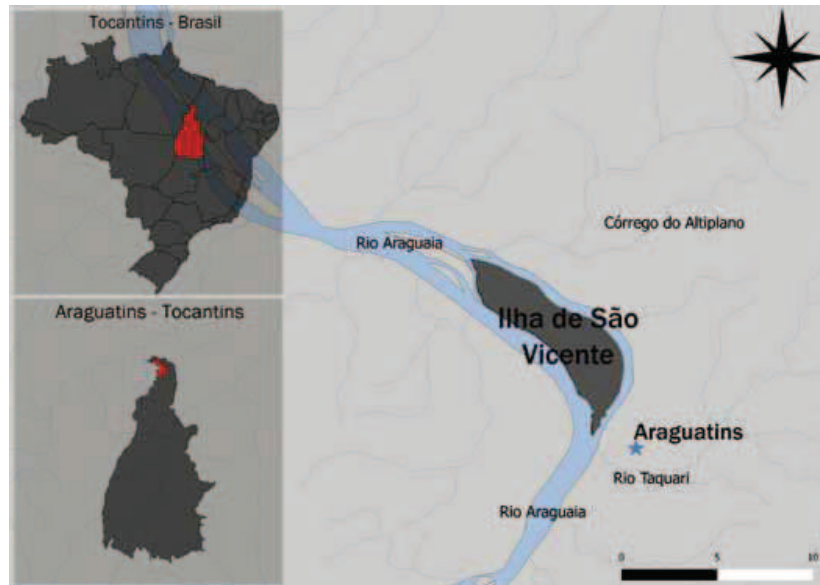 Tocantins - Brasil
Araguatins - Tocantins
Rio Araguaia
Córrego do Altiplano
Ilha de São
Vicente
Araguatins
Rio Taquari
Rio Araguaia
0 5 10